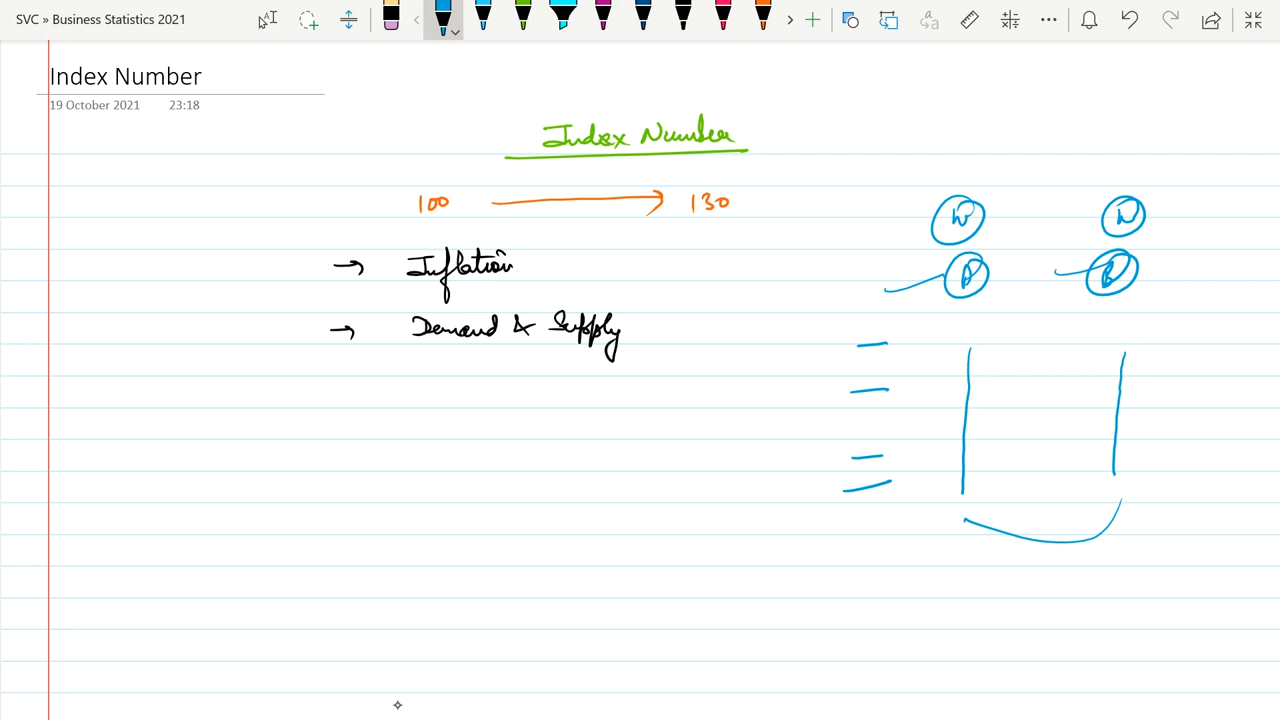 SVC » Business Statistics 2021
Index Number
19 October 2021 23:18
Index Number
100 → 130
→ Inflation
→ Demand & Supply